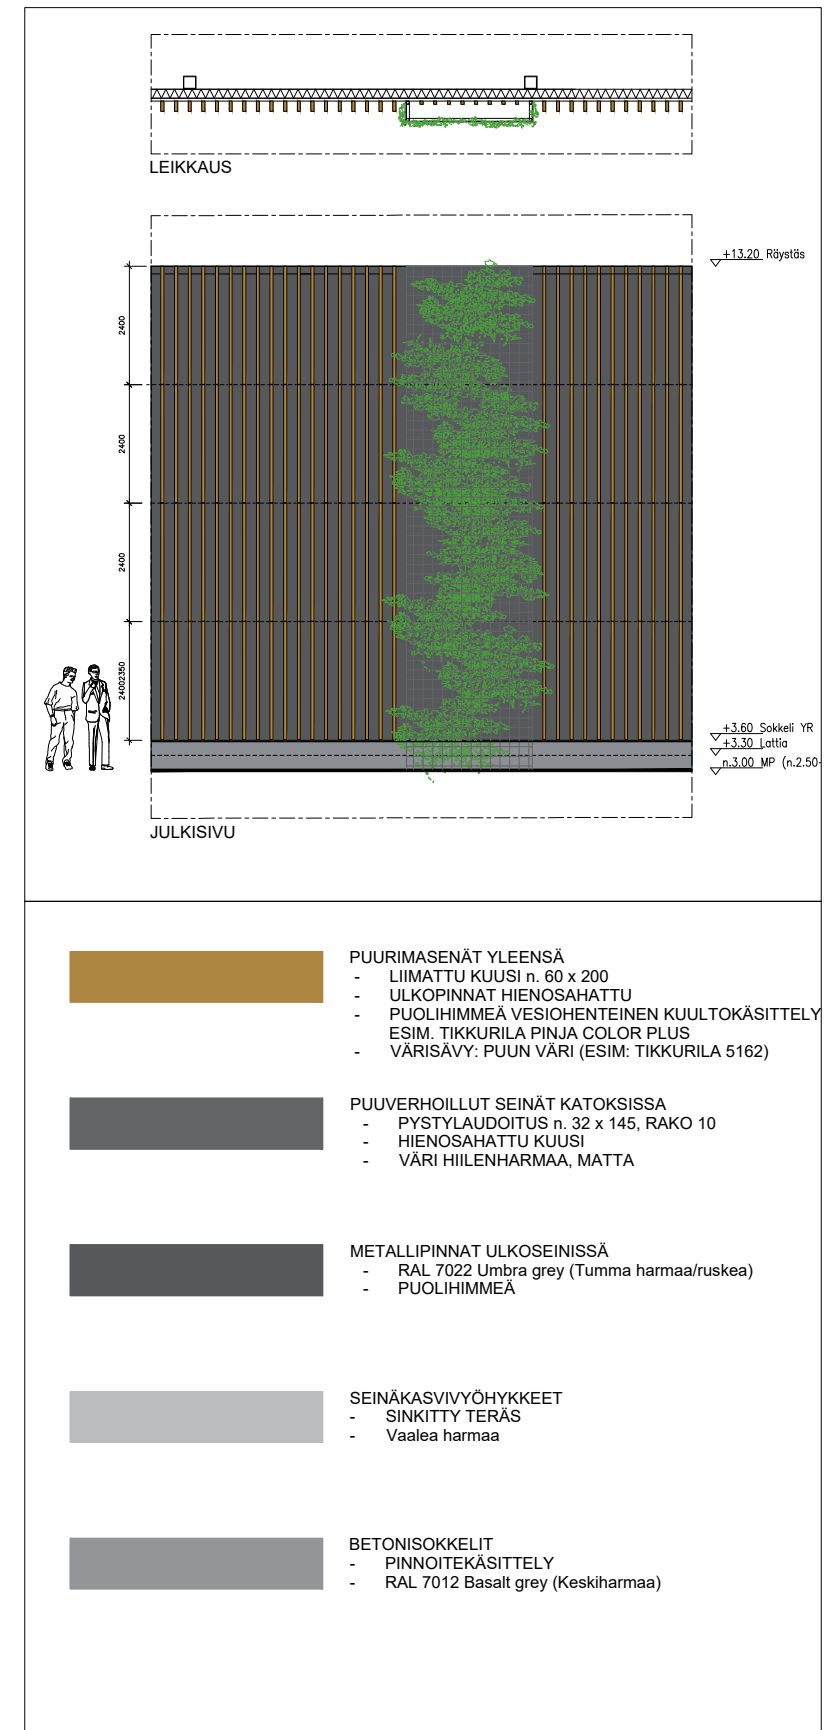 LEIKKAUS
+13.20 Räystäs
2400
2400
2400
24002350
+3.60 Sokkeli YR
+3.30 Lattia
n.3.00 MP (n.2.50-
JULKISIVU
PUURIMASENÄT YLEENSÄ
- LIIMATTU KUUSI n. 60 x 200
- ULKOPINNAT HIENOSAHATTU
- PUOLIHIMMEÄ VESIOHENTEINEN KUULTOKÄSITTELY
ESIM. TIKKURILA PINJA COLOR PLUS
- VÄRISÄVY: PUUN VÄRI (ESIM: TIKKURILA 5162)
PUUVERHOILLUT SEINÄT KATOKSISSA
- PYSTYLAUDOITUS n. 32 x 145, RAKO 10
- HIENOSAHATTU KUUSI
- VÄRI HIILENHARMAA, MATTA
METALLIPINNAT ULKOSEINISSÄ
- RAL 7022 Umbra grey (Tumma harmaa/ruskea)
- PUOLIHIMMEÄ
SEINÄKASVIVYÖHYKKEET
- SINKITTY TERÄS
- Vaalea harmaa
BETONISOKKELIT
- PINNOITEKÄSITTELY
- RAL 7012 Basalt grey (Keskiharmaa)